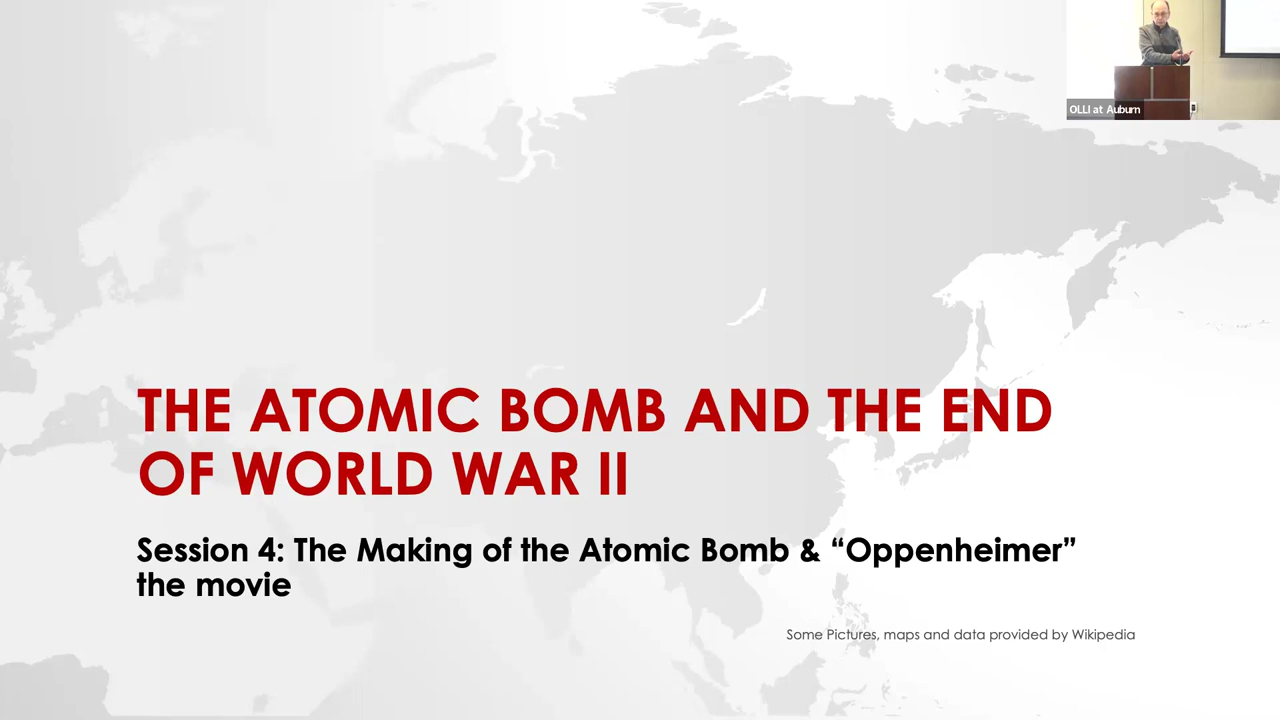 OLLI at Auburn
THE ATOMIC BOMB AND THE END
OF WORLD WAR II
Session 4: The Making of the Atomic Bomb & “Oppenheimer”
the movie
Some Pictures, maps and data provided by Wikipedia